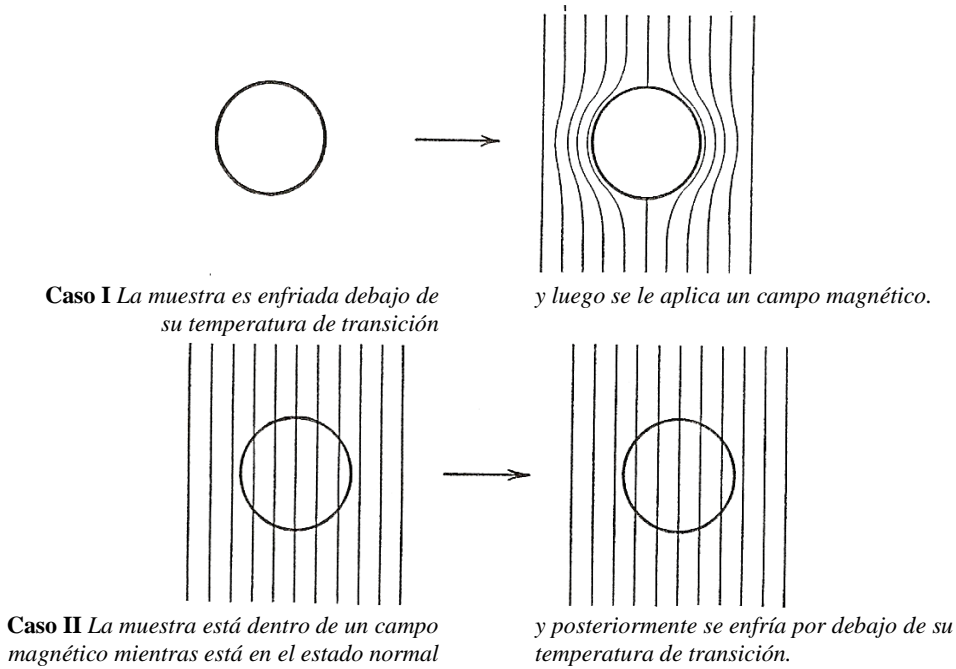 Caso I La muestra es enfriada debajo de
su temperatura de transición
y luego se le aplica un campo magnético.
Caso II La muestra está dentro de un campo
magnético mientras está en el estado normal
y posteriormente se enfría por debajo de su
temperatura de transición.